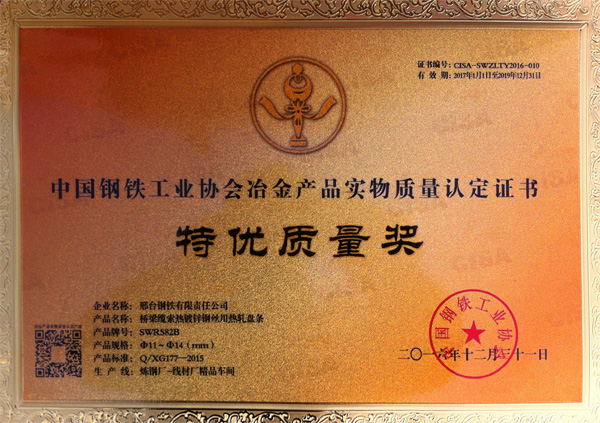 证书编号：CISA-SWZLTY2016-010
有 效 期：2017年1月1日至2019年12月31日
中国钢铁工业协会冶金产品实物质量认定证书
特优质量奖
企业名称：邢台钢铁有限责任公司
产品名称：桥梁缆索热镀锌钢丝用热轧盘条
产品牌号：SWRS82B
产品规格：Φ11～Φ14（mm）
产品标准：Q/XG177—2015
生 产 线：炼钢厂-线材厂精品车间
中国钢铁工业协会
二〇一六年十二月三十一日